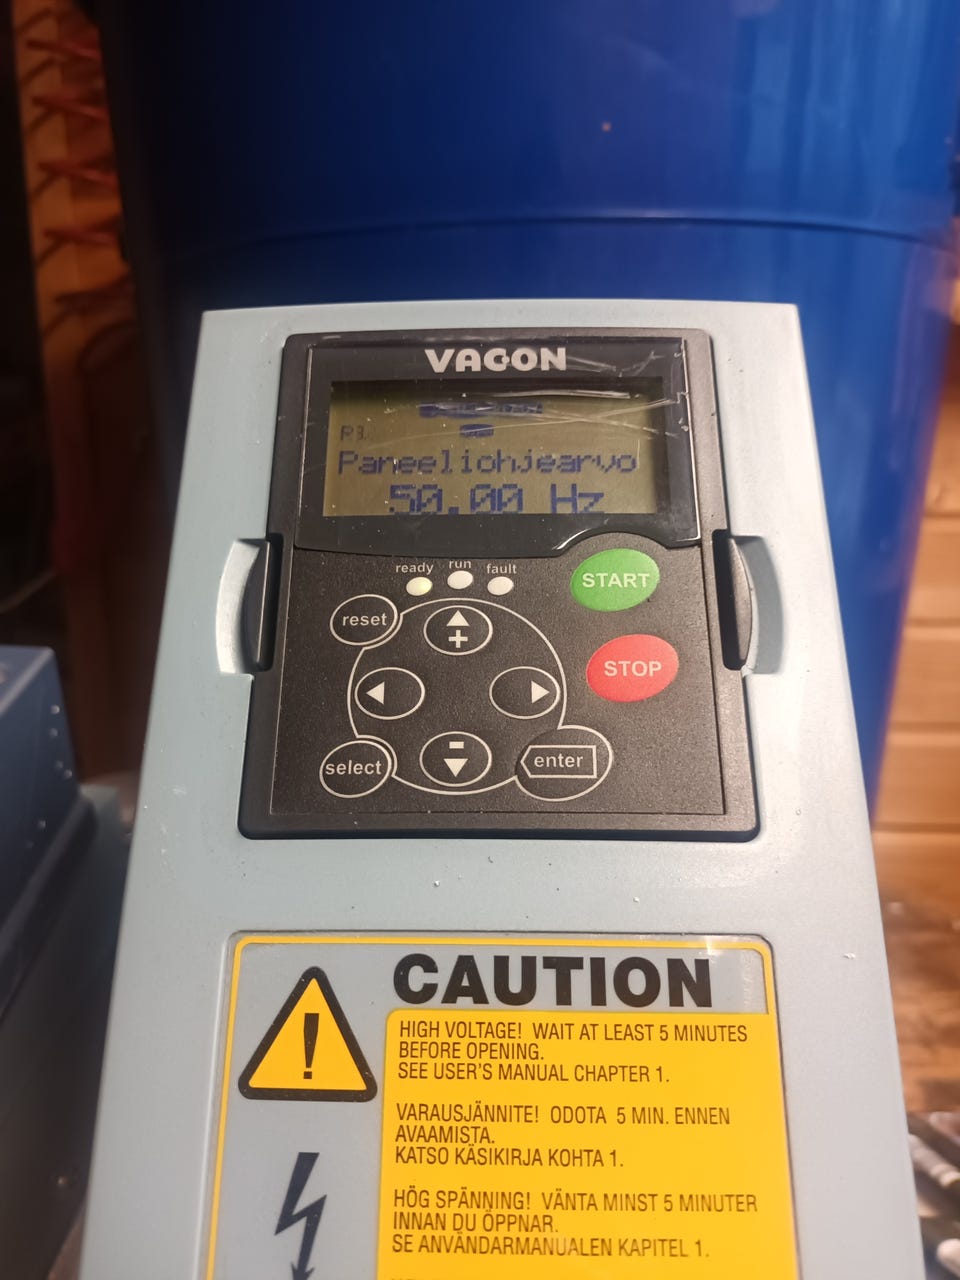 VACON
Paneeliohjearvo
50.00 Hz
ready run fault
START
reset
+
STOP
-
select
enter
CAUTION
!
HIGH VOLTAGE! WAIT AT LEAST 5 MINUTES
BEFORE OPENING.
SEE USER'S MANUAL CHAPTER 1.
VARAUSJÄNNITE! ODOTA 5 MIN. ENNEN
AVAAMISTA.
KATSO KÄSIKIRJA KOHTA 1.
HÖG SPÄNNING! VÄNTA MINST 5 MINUTER
INNAN DU ÖPPNAR.
SE ANVÄNDARMANUALEN KAPITEL 1.